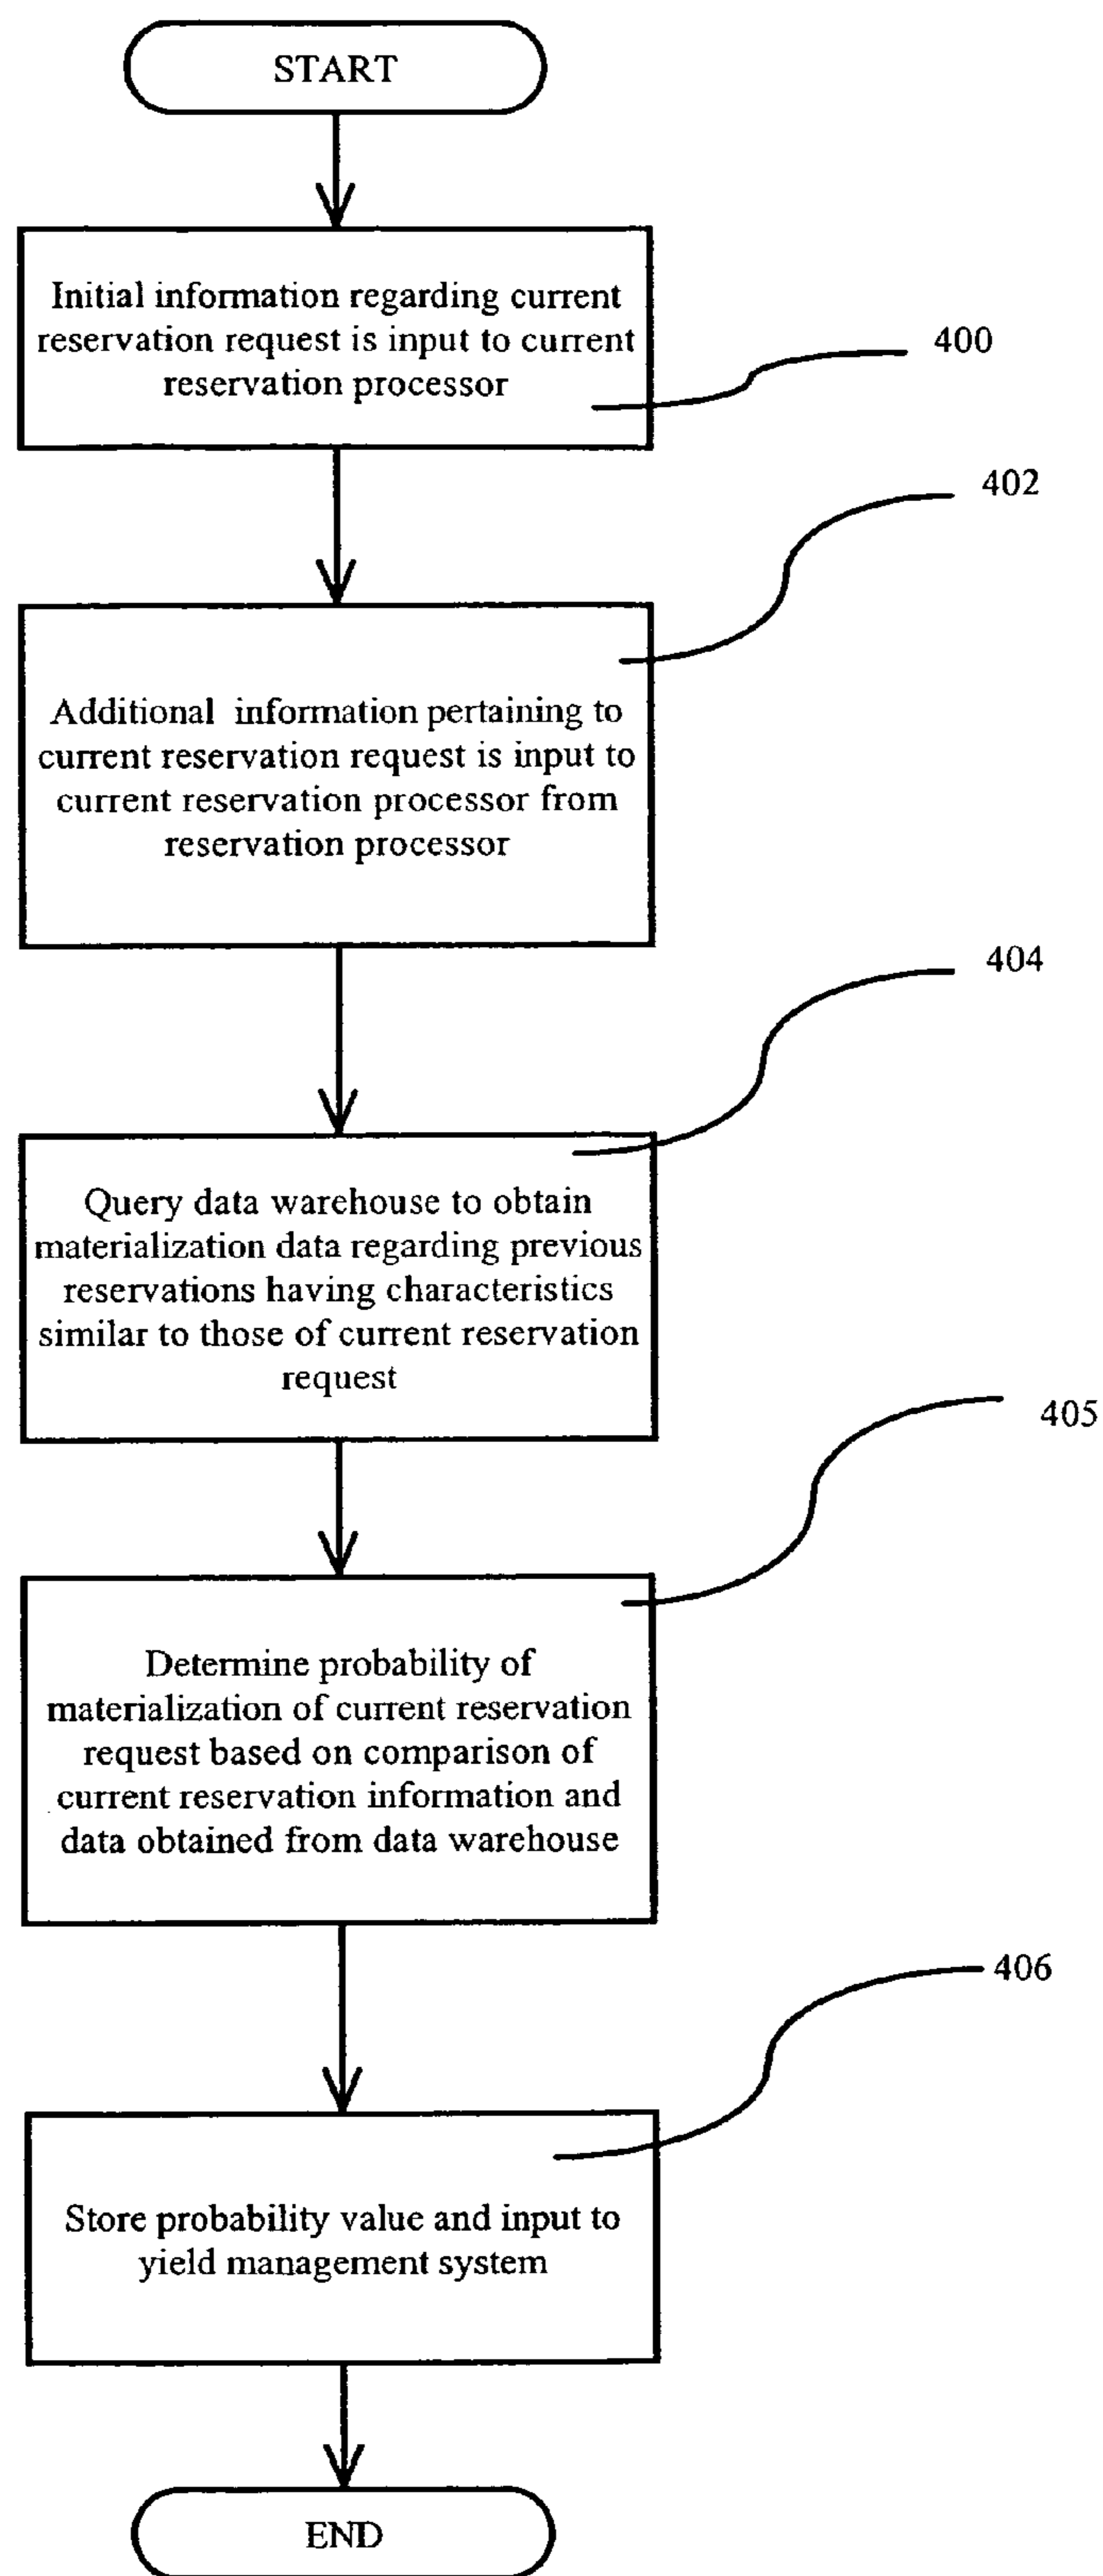 START
Initial information regarding current
reservation request is input to current
reservation processor
400
402
Additional information pertaining to
current reservation request is input to
current reservation processor from
reservation processor
404
Query data warehouse to obtain
materialization data regarding previous
reservations having characteristics
similar to those of current reservation
request
405
Determine probability of
materialization of current reservation
request based on comparison of
current reservation information and
data obtained from data warehouse
406
Store probability value and input to
yield management system
END